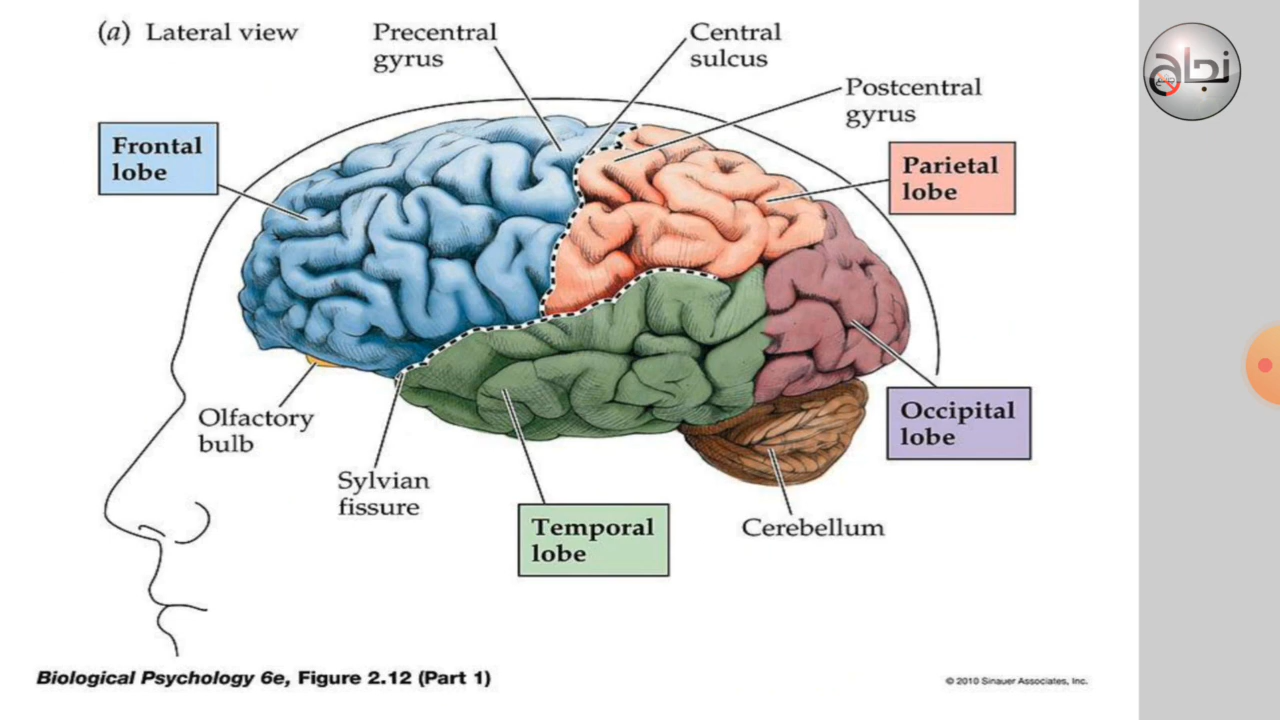 (a) Lateral view
Precentral
gyrus
Central
sulcus
Postcentral
gyrus
Frontal
lobe
Parietal
lobe
Olfactory
bulb
Occipital
lobe
Sylvian
fissure
Temporal
lobe
Cerebellum
Biological Psychology 6e, Figure 2.12 (Part 1)
© 2010 Sinauer Associates, Inc.